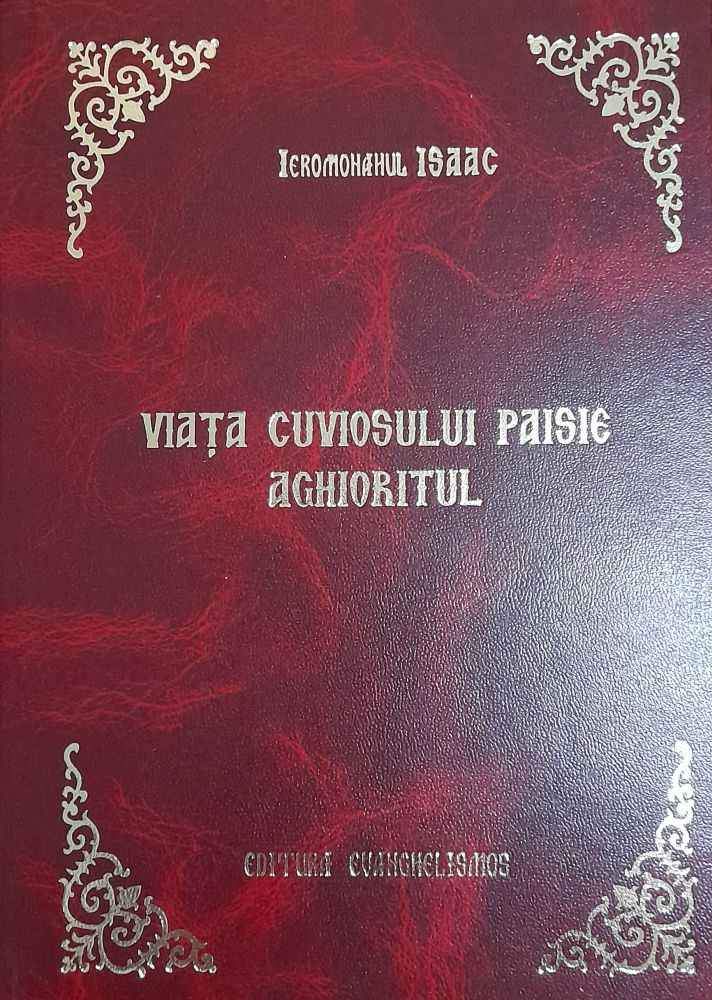 Ieromonahul ISAAC
VIAȚA CUVIOSULUI PAISIE
AGHIORITUL
EDITURA EVANGHELISMOS